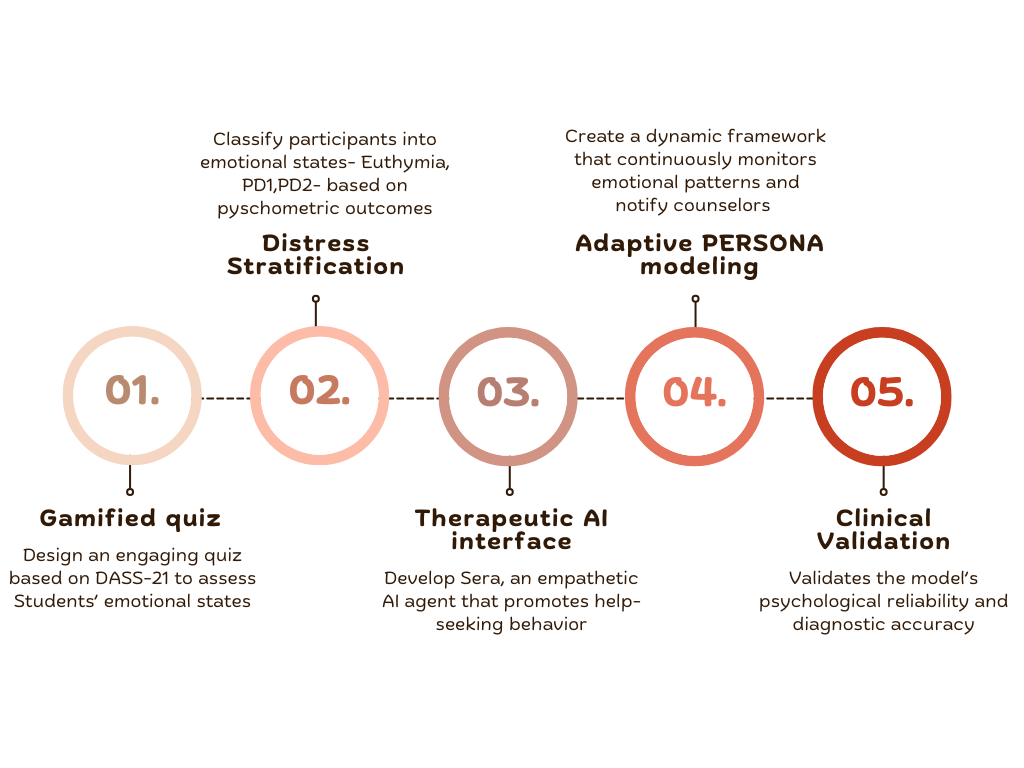 01.
Gamified quiz
Design an engaging quiz
based on DASS-21 to assess
Students' emotional states
Classify participants into
emotional states- Euthymia,
PD1,PD2- based on
pyschometric outcomes
Distress
Stratification
02.
03.
Therapeutic AI
interface
Develop Sera, an empathetic
AI agent that promotes help-
seeking behavior
Create a dynamic framework
that continuously monitors
emotional patterns and
notify counselors
Adaptive PERSONA
modeling
04.
05.
Clinical
Validation
Validates the model's
psychological reliability and
diagnostic accuracy